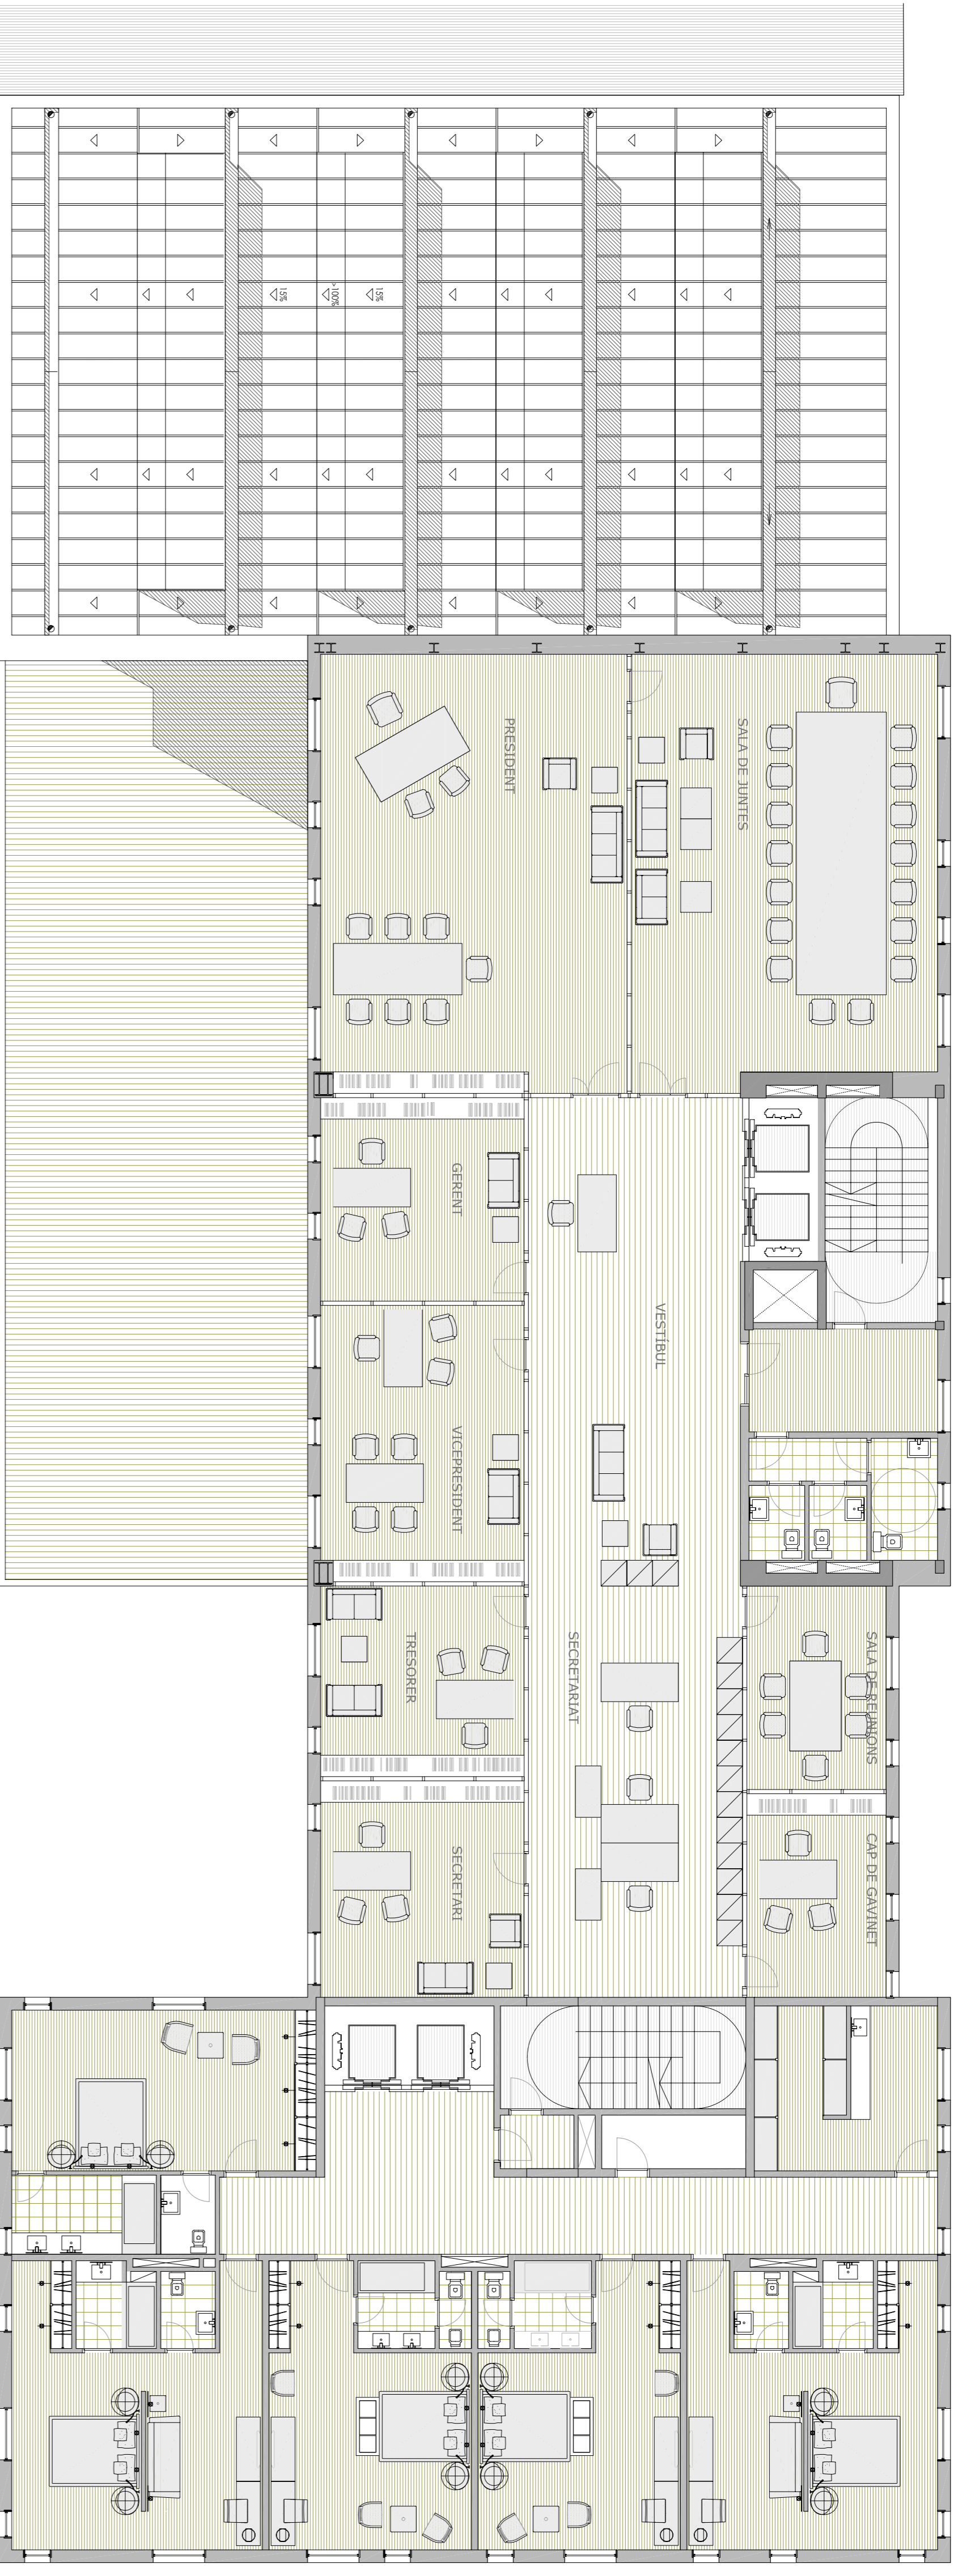 15%
> 100%
15%
PRESIDENT
SALA DE JUNTES
GERENT
VESTÍBUL
VICEPRESIDENT
TRESORER
SECRETARIAT
SALA DE REUNIONS
SECRETARI
CAP DE GAVINET